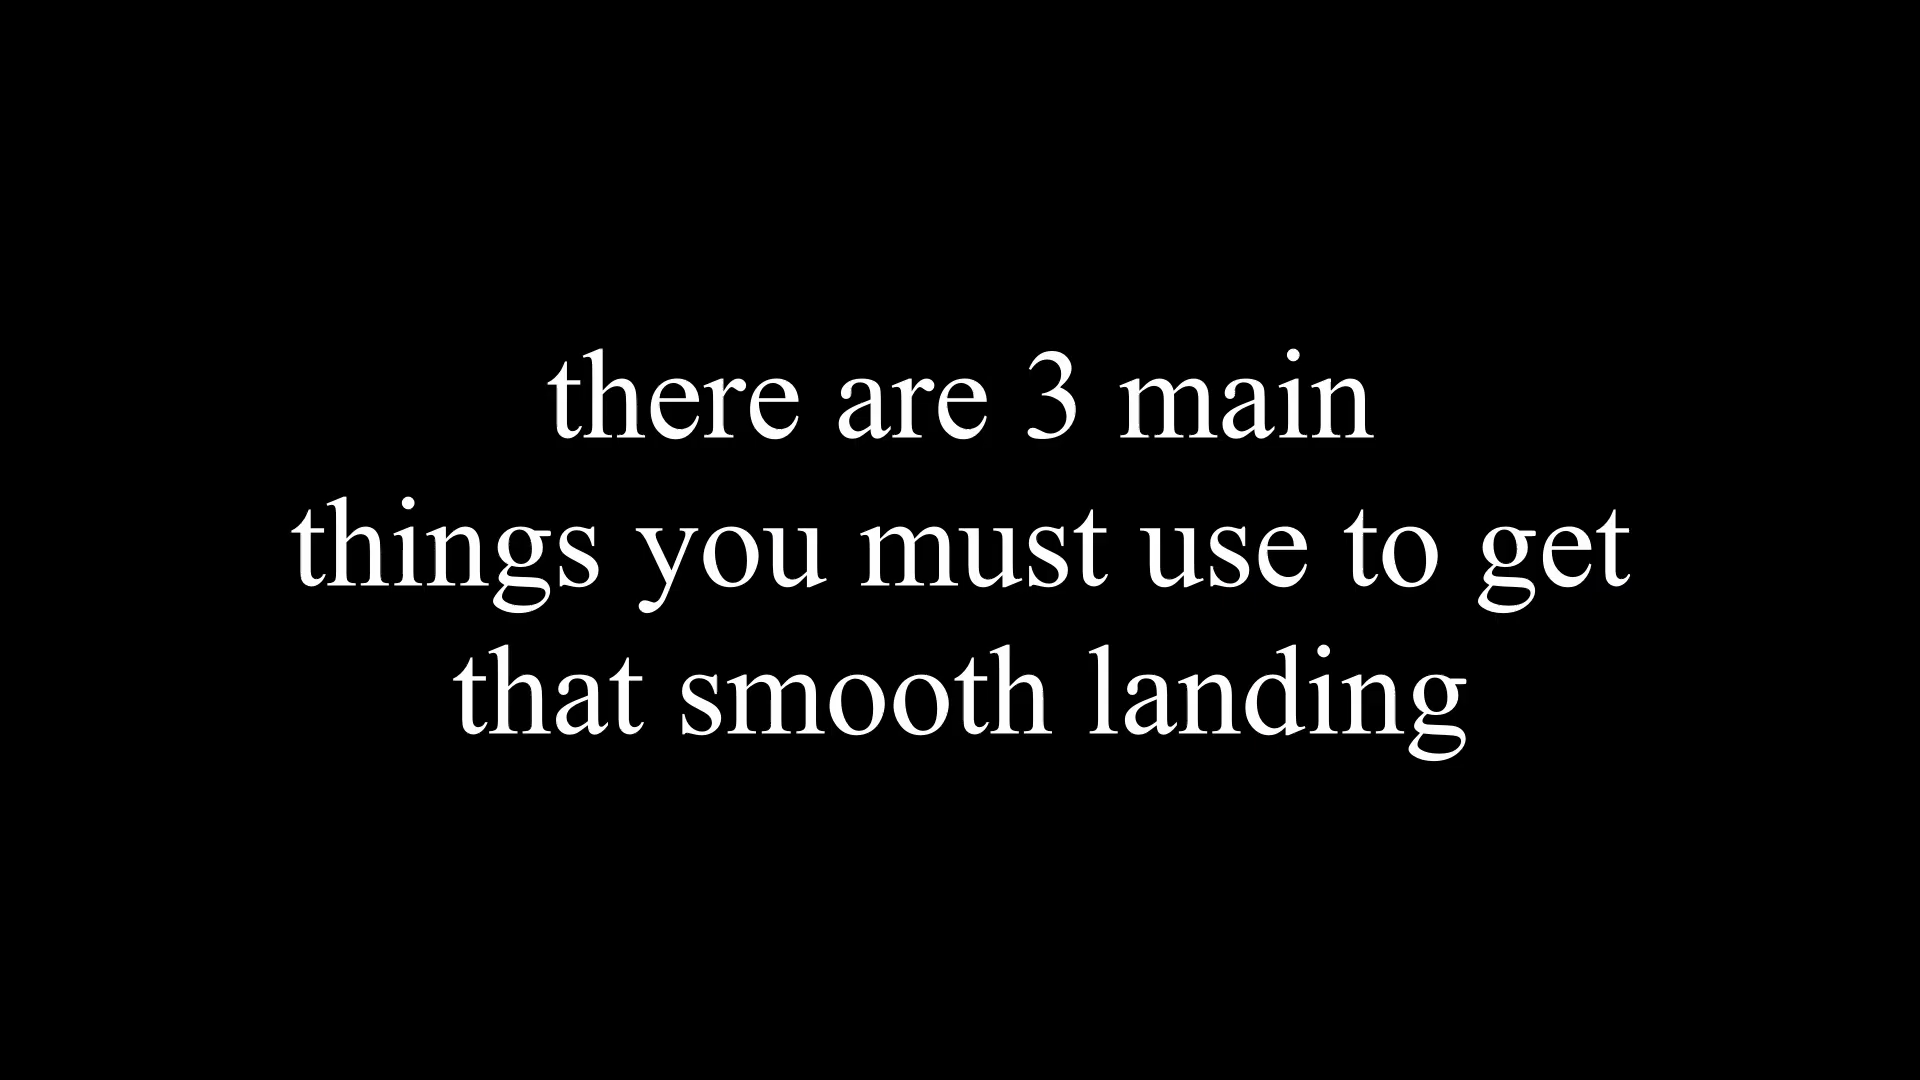 there are 3 main
things you must use to get
that smooth landing